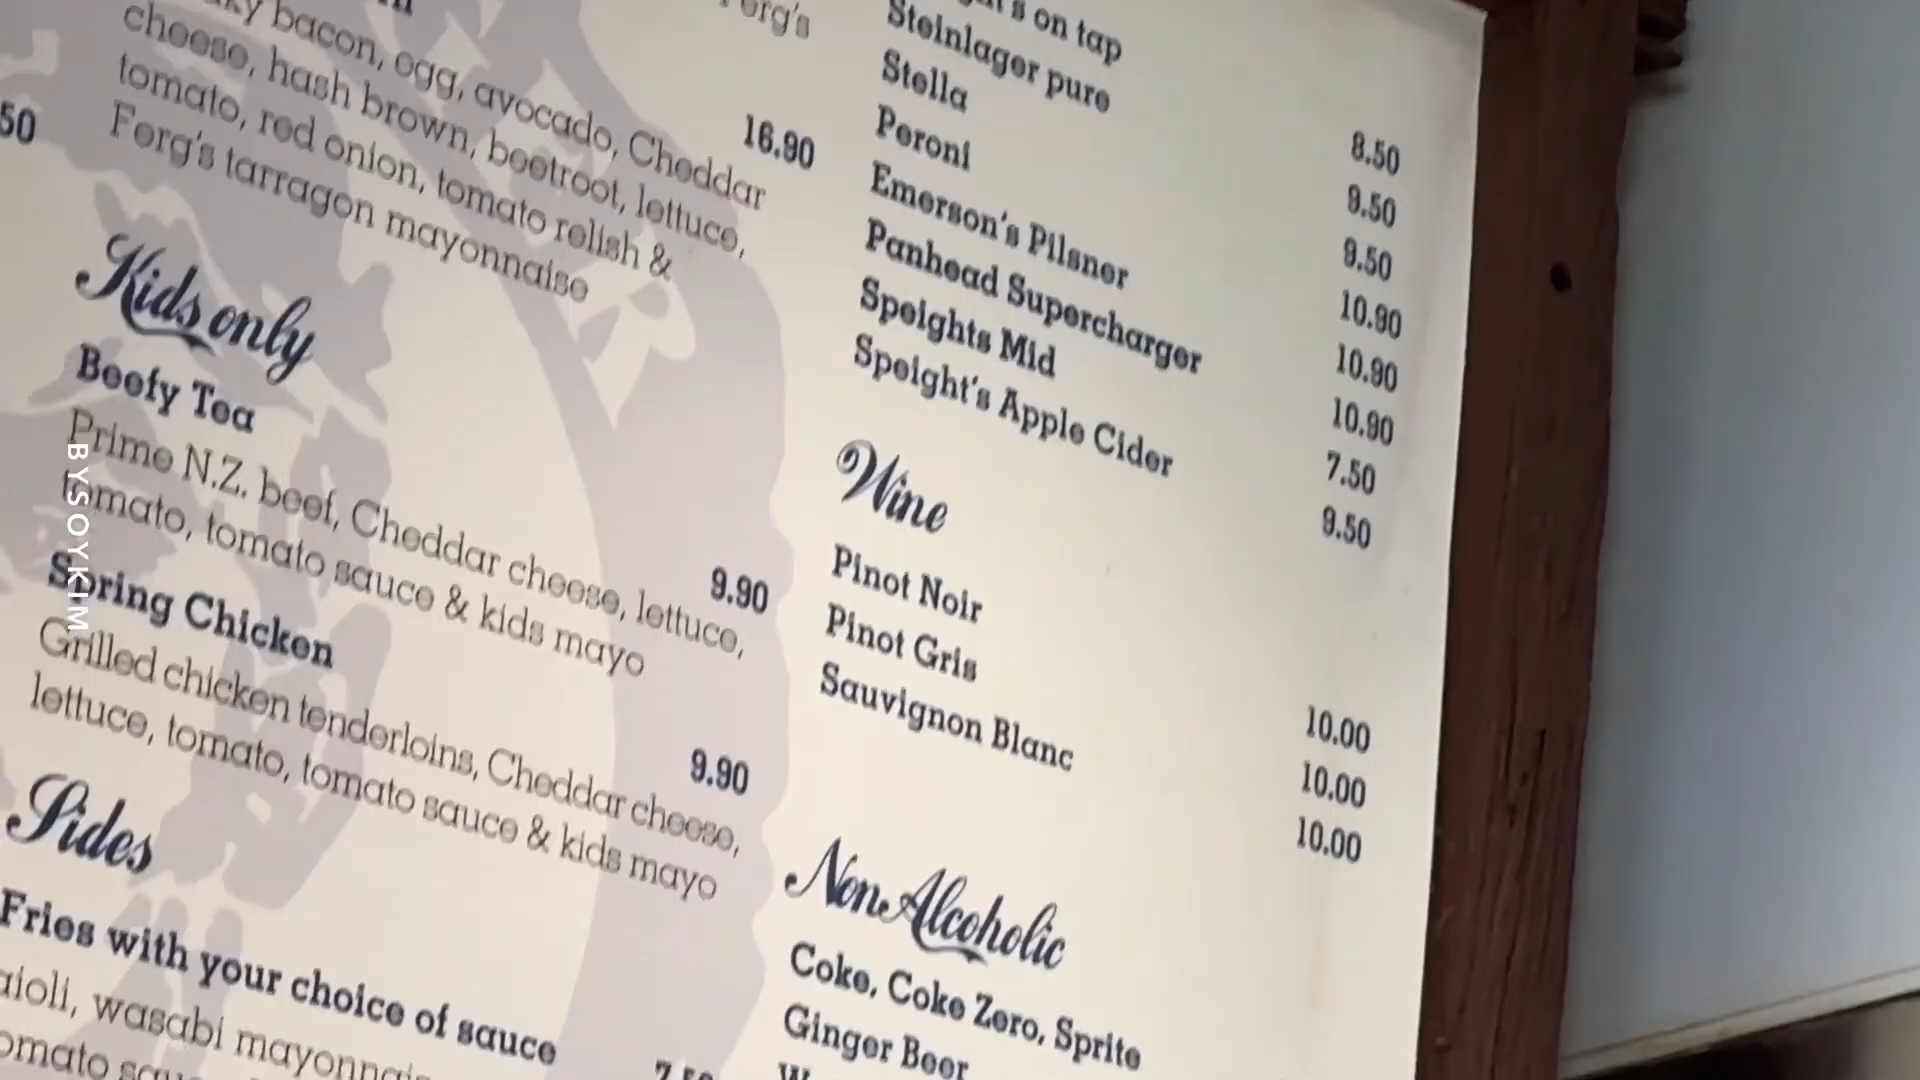 bacon, egg, avocado, Cheddar
cheese, hash brown, beetroot, lettuce,
tomato, red onion, tomato relish &
Ferg's tarragon mayonnaise
16.90
50
Kids only
Beefy Tea
Prime N.Z. beef, Cheddar cheese, lettuce,
tomato, tomato sauce & kids mayo
9.90
Spring Chicken
Grilled chicken tenderloins, Cheddar cheese,
lettuce, tomato, tomato sauce & kids mayo
9.90
Sides
Fries with your choice of sauce
aioli, wasabi
Ferg's
on tap
Steinlager pure
Stella
Peroni
Emerson's Pilsner
Panhead Supercharger
Speights Mid
Speight's Apple Cider
8.50
9.50
9.50
10.90
10.90
10.90
7.50
9.50
Wine
Pinot Noir
Pinot Gris
Sauvignon Blanc
10.00
10.00
10.00
Non Alcoholic
Coke, Coke Zero, Sprite
Ginger Beer
BYSOYKIM